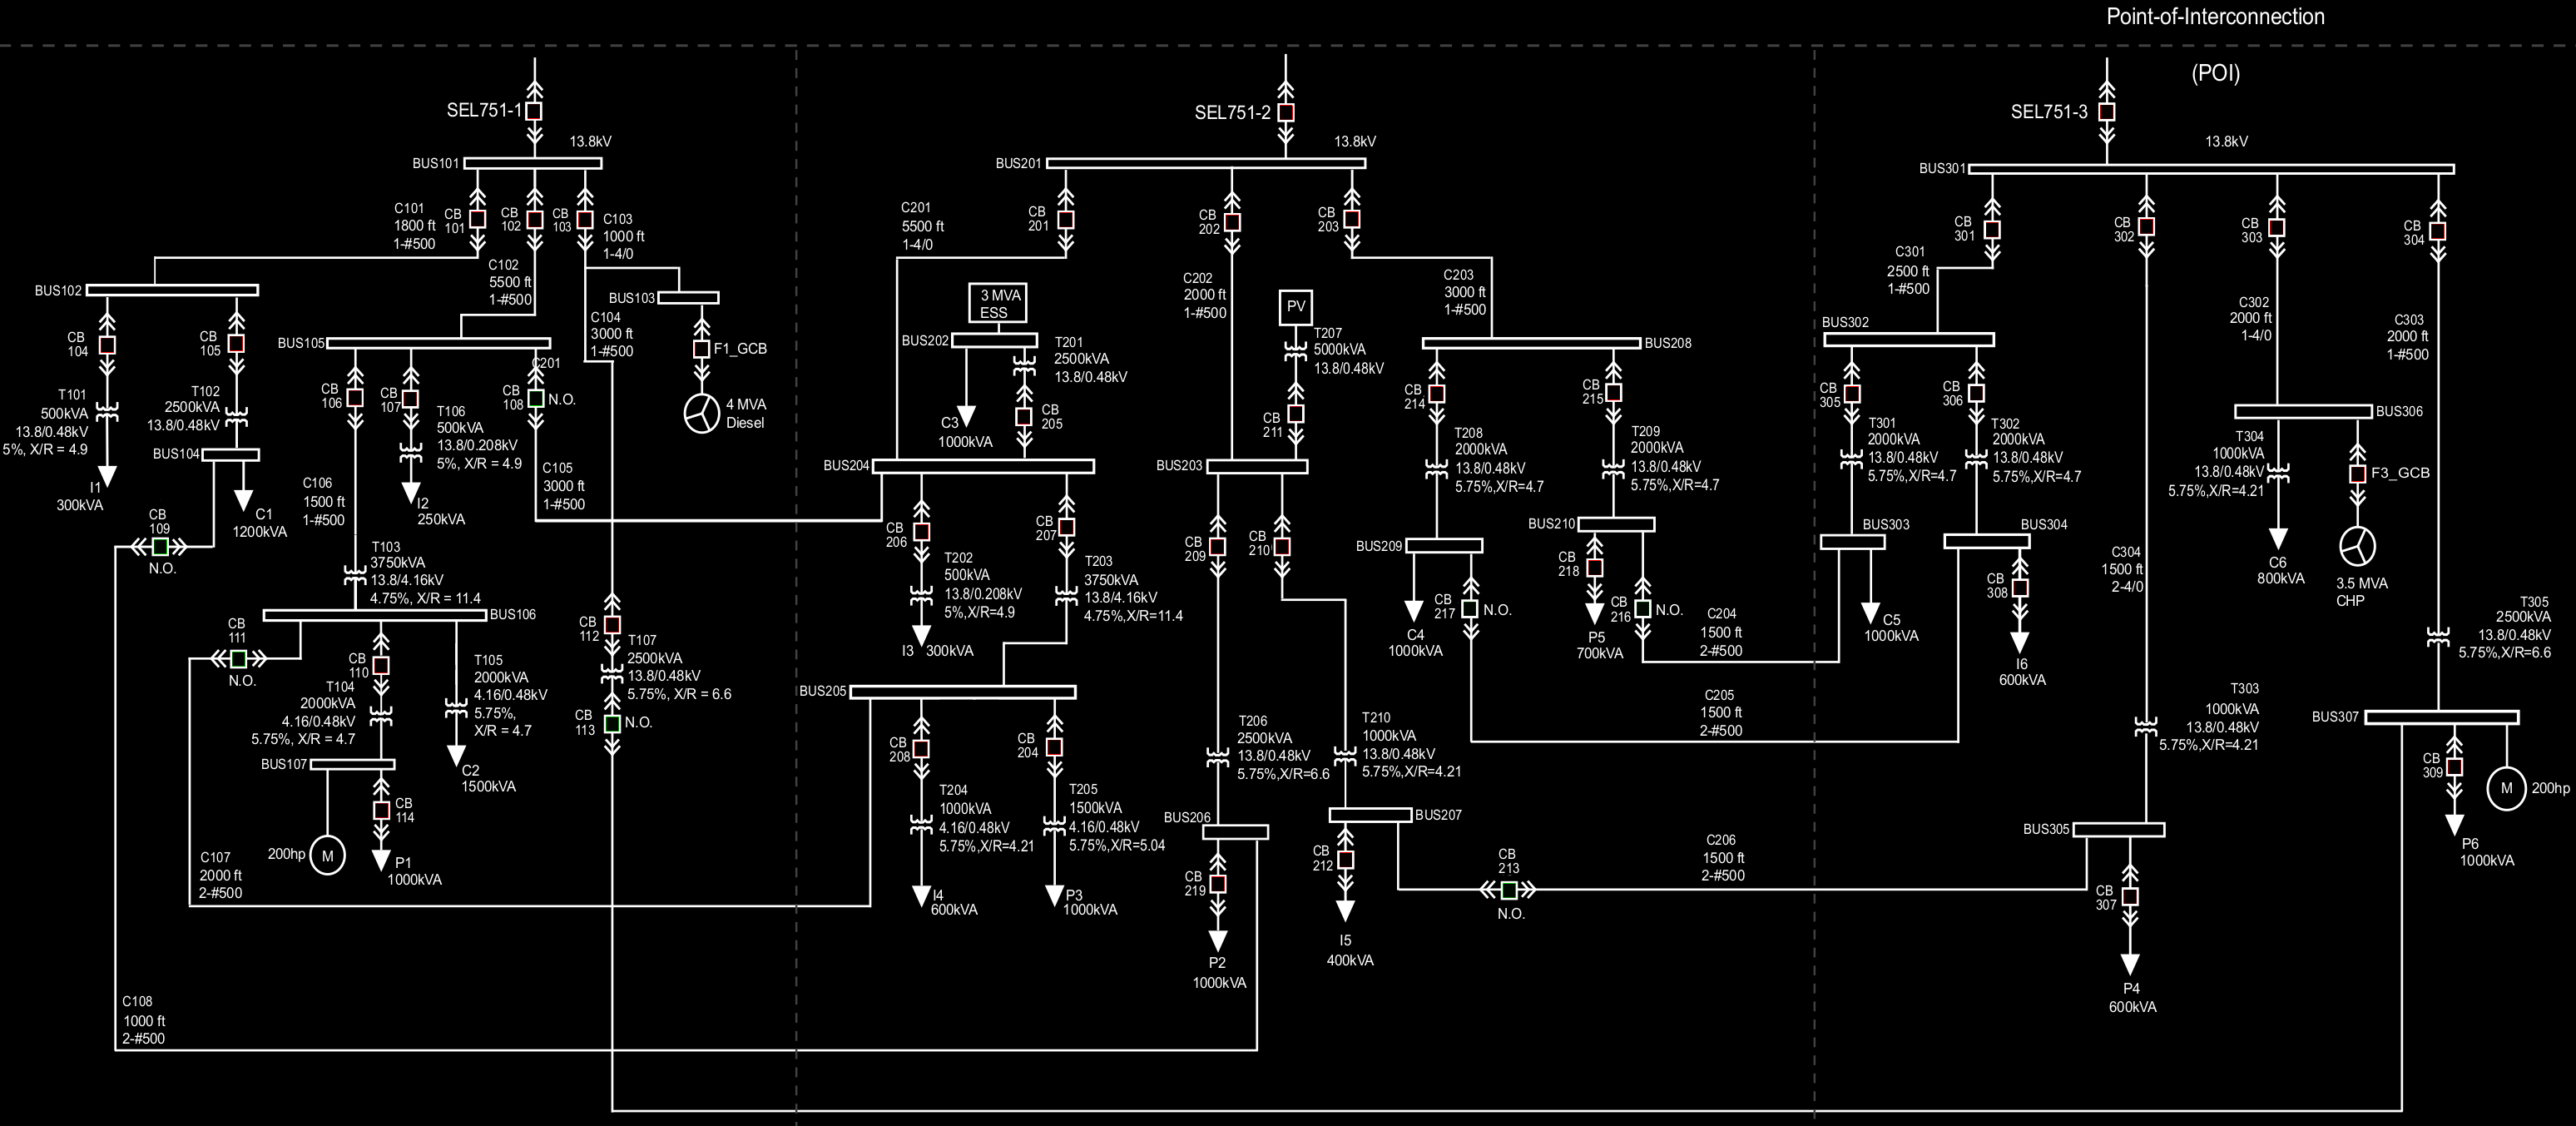 Point-of-Interconnection
(POI)
SEL751-1
13.8kV
BUS101
C101
1800 ft
1-#500
CB
101
CB
102
CB
103
C103
1000 ft
1-4/0
C102
5500 ft
1-#500
BUS102
BUS103
C104
3000 ft
1-#500
CB
104
CB
105
BUS105
C201
F1_GCB
4 MVA
Diesel
T101
500kVA
13.8/0.48kV
5%, X/R = 4.9
T102
2500kVA
13.8/0.48kV
CB
106
CB
107
CB
108
N.O.
T106
500kVA
13.8/0.208kV
5%, X/R = 4.9
BUS104
I1
300kVA
C1
1200kVA
C106
1500 ft
1-#500
I2
250kVA
C105
3000 ft
1-#500
CB
109
N.O.
T103
3750kVA
13.8/4.16kV
4.75%, X/R = 11.4
BUS106
CB
111
N.O.
CB
110
T104
2000kVA
4.16/0.48kV
5.75%, X/R = 4.7
T105
2000kVA
4.16/0.48kV
5.75%,
X/R = 4.7
CB
112
T107
2500kVA
13.8/0.48kV
5.75%, X/R = 6.6
CB
113
N.O.
BUS107
C2
1500kVA
CB
114
200hp
M
P1
1000kVA
C107
2000 ft
2-#500
C108
1000 ft
2-#500
SEL751-2
13.8kV
BUS201
C201
5500 ft
1-4/0
CB
201
CB
202
CB
203
C202
2000 ft
1-#500
C203
3000 ft
1-#500
3 MVA
ESS
PV
BUS202
T201
2500kVA
13.8/0.48kV
T207
5000kVA
13.8/0.48kV
BUS208
C3
1000kVA
CB
205
CB
211
CB
214
CB
215
BUS204
BUS203
T208
2000kVA
13.8/0.48kV
5.75%,X/R=4.7
T209
2000kVA
13.8/0.48kV
5.75%,X/R=4.7
CB
206
CB
207
CB
209
CB
210
BUS209
BUS210
T202
500kVA
13.8/0.208kV
5%,X/R=4.9
T203
3750kVA
13.8/4.16kV
4.75%,X/R=11.4
CB
218
CB
217
N.O.
CB
216
N.O.
I3
300kVA
C4
1000kVA
P5
700kVA
C204
1500 ft
2-#500
BUS205
C205
1500 ft
2-#500
CB
208
CB
204
T206
2500kVA
13.8/0.48kV
5.75%,X/R=6.6
T210
1000kVA
13.8/0.48kV
5.75%,X/R=4.21
T204
1000kVA
4.16/0.48kV
5.75%,X/R=4.21
T205
1500kVA
4.16/0.48kV
5.75%,X/R=5.04
BUS206
BUS207
CB
219
CB
212
CB
213
N.O.
C206
1500 ft
2-#500
I4
600kVA
P3
1000kVA
P2
1000kVA
I5
400kVA
SEL751-3
13.8kV
BUS301
CB
301
CB
302
CB
303
CB
304
C301
2500 ft
1-#500
C302
2000 ft
1-4/0
C303
2000 ft
1-#500
BUS302
CB
305
CB
306
BUS306
T301
2000kVA
13.8/0.48kV
5.75%,X/R=4.7
T302
2000kVA
13.8/0.48kV
5.75%,X/R=4.7
T304
1000kVA
13.8/0.48kV
5.75%,X/R=4.21
F3_GCB
BUS303
BUS304
C304
1500 ft
2-4/0
CB
308
C6
800kVA
3.5 MVA
CHP
C5
1000kVA
I6
600kVA
T305
2500kVA
13.8/0.48kV
5.75%,X/R=6.6
T303
1000kVA
13.8/0.48kV
5.75%,X/R=4.21
BUS307
CB
309
M
200hp
BUS305
CB
307
P6
1000kVA
P4
600kVA